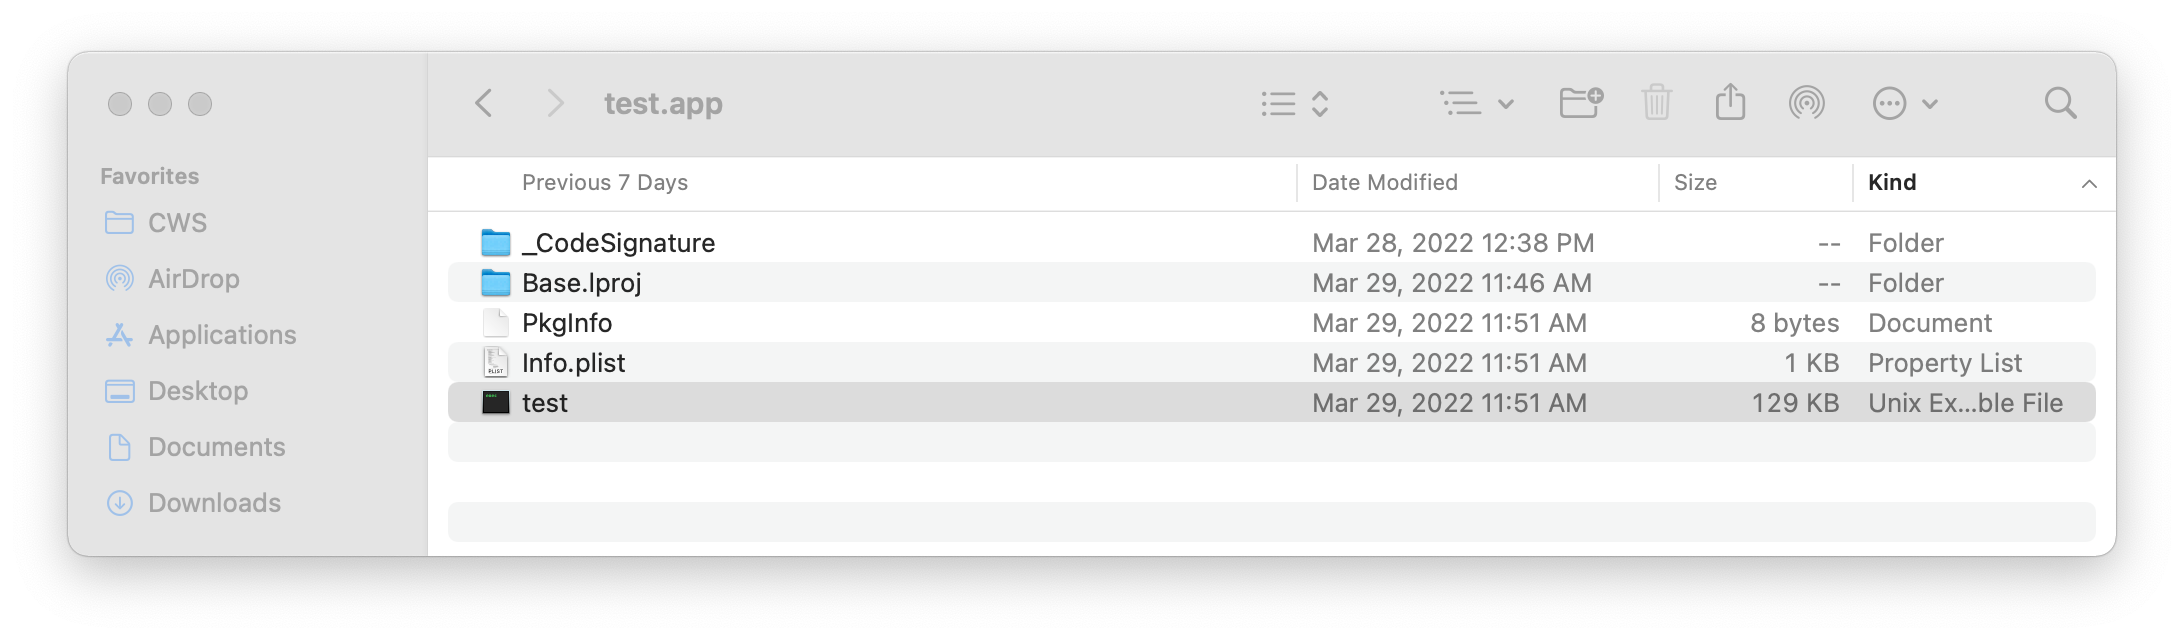 test.app
Favorites
CWS
AirDrop
Applications
Desktop
Documents
Downloads
Previous 7 Days Date Modified Size Kind
_CodeSignature Mar 28, 2022 12:38 PM -- Folder
Base.lproj Mar 29, 2022 11:46 AM -- Folder
PkgInfo Mar 29, 2022 11:51 AM 8 bytes Document
Info.plist Mar 29, 2022 11:51 AM 1 KB Property List
test Mar 29, 2022 11:51 AM 129 KB Unix Ex...ble File